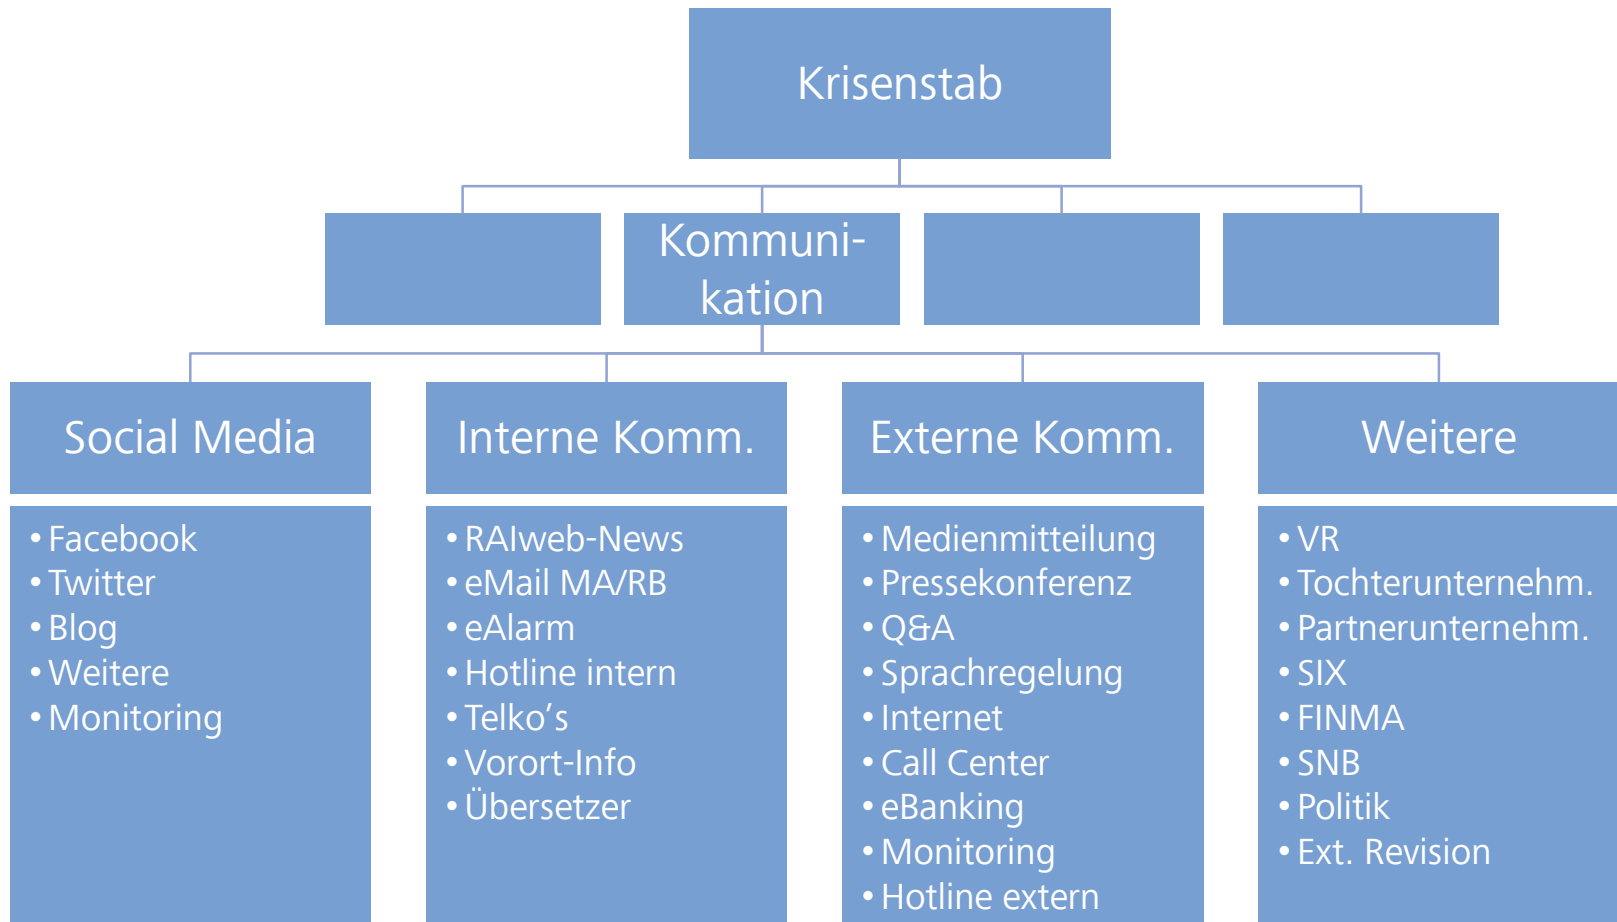 Krisenstab
Kommuni-
kation
Social Media
• Facebook
• Twitter
• Blog
• Weitere
• Monitoring
Interne Komm.
• RAIweb-News
• eMail MA/RB
• eAlarm
• Hotline intern
• Telko’s
• Vorort-Info
• Übersetzer
Externe Komm.
• Medienmitteilung
• Pressekonferenz
• Q&A
• Sprachregelung
• Internet
• Call Center
• eBanking
• Monitoring
• Hotline extern
Weitere
• VR
• Tochterunternehm.
• Partnerunternehm.
• SIX
• FINMA
• SNB
• Politik
• Ext. Revision